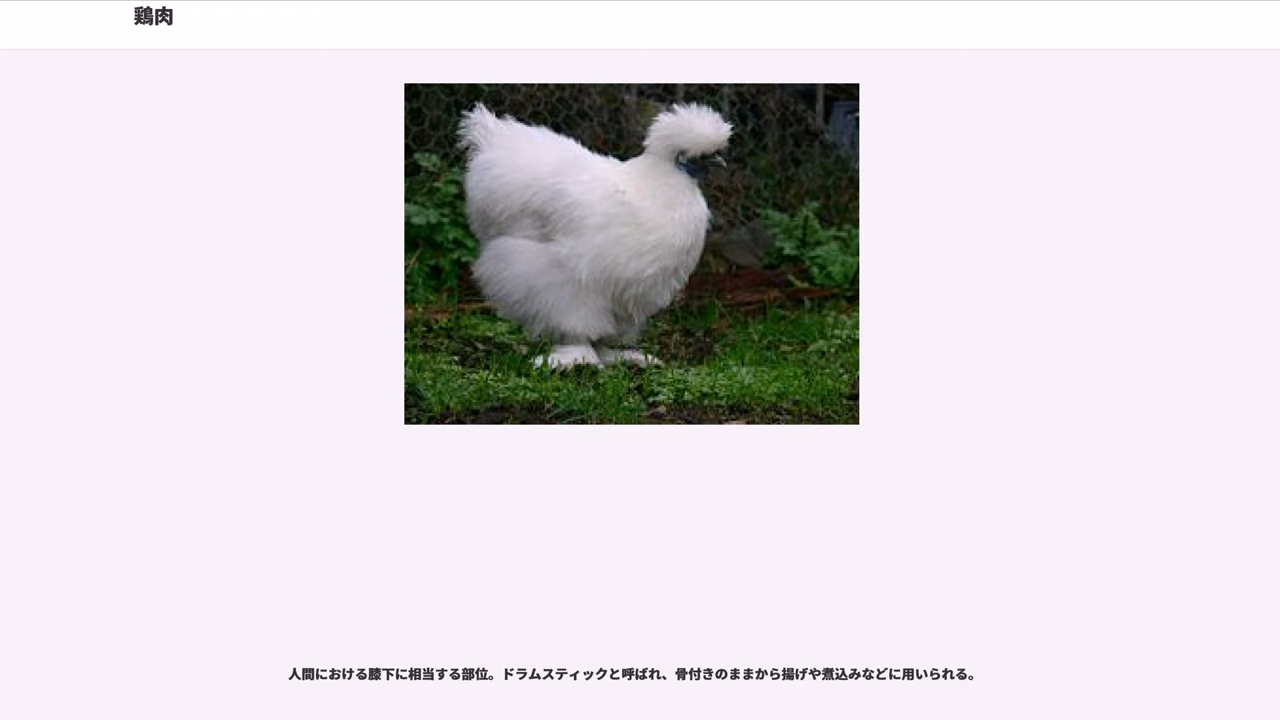 鶏肉
人間における膝下に相当する部位。ドラムスティックと呼ばれ、骨付きのままから揚げや煮込みなどに用いられる。